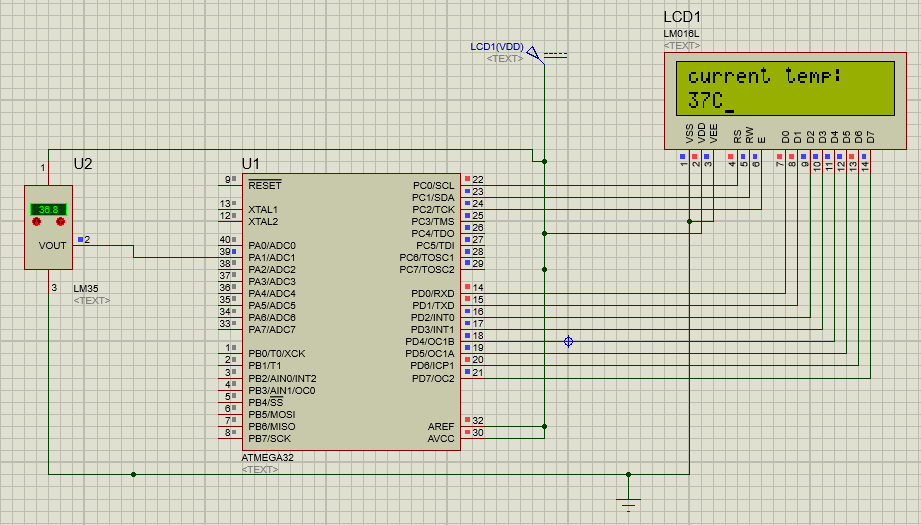 LCD1
LM016L
<TEXT>
LCD1(VDD)
<TEXT>
current temp:
37C_
VSS VDD VEE RS RW E D0 D1 D2 D3 D4 D5 D6 D7
1 2 3 4 5 6 7 8 9 10 11 12 13 14
U2
1
36.8
VOUT 2
3
LM35
<TEXT>
U1
9 RESET
13 XTAL1
12 XTAL2
40 PA0/ADC0
39 PA1/ADC1
38 PA2/ADC2
37 PA3/ADC3
36 PA4/ADC4
35 PA5/ADC5
34 PA6/ADC6
33 PA7/ADC7
1 PB0/T0/XCK
2 PB1/T1
3 PB2/AIN0/INT2
4 PB3/AIN1/OC0
5 PB4/SS
6 PB5/MOSI
7 PB6/MISO
8 PB7/SCK
PC0/SCL 22
PC1/SDA 23
PC2/TCK 24
PC3/TMS 25
PC4/TDO 26
PC5/TDI 27
PC6/TOSC1 28
PC7/TOSC2 29
PD0/RXD 14
PD1/TXD 15
PD2/INT0 16
PD3/INT1 17
PD4/OC1B 18
PD5/OC1A 19
PD6/ICP1 20
PD7/OC2 21
AREF 32
AVCC 30
ATMEGA32
<TEXT>